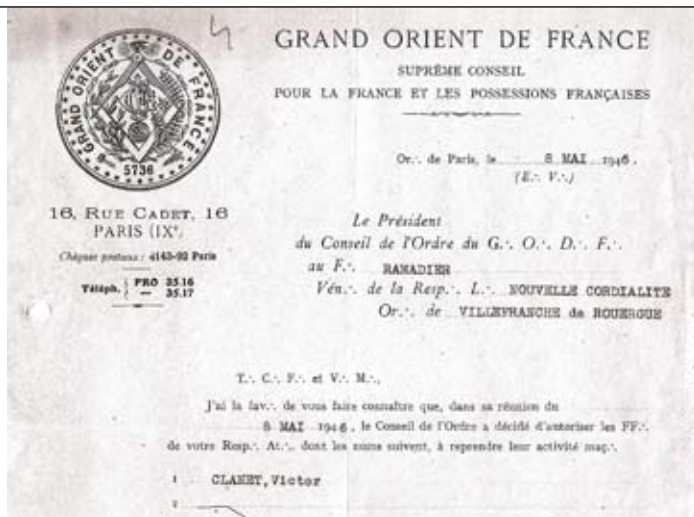 GRAND ORIENT DE FRANCE
5736
GRAND ORIENT DE FRANCE
SUPRÊME CONSEIL
POUR LA FRANCE ET LES POSSESSIONS FRANÇAISES
Or∴ de Paris, le 8 MAI 1946.
(E∴ V∴)
16, RUE CADET, 16
PARIS (IXᵉ)
Chèques postaux : 4143-92 Paris
Téléph. PRO 35.16
— 35.17
Le Président
du Conseil de l'Ordre du G∴ O∴ D∴ F∴
au F∴ RAMADIER
Vén∴ de la Resp∴ L∴ NOUVELLE CORDIALITE
Or∴ de VILLEFRANCHE de ROUERGUE
T∴ C∴ F∴ et V∴ M∴,
J'ai la fav∴ de vous faire connaître que, dans sa réunion du
8 MAI 1946, le Conseil de l'Ordre a décidé d'autoriser les FF∴
de votre Resp∴ At∴ dont les noms suivent, à reprendre leur activité maç∴
1 CLANET, Victor
2